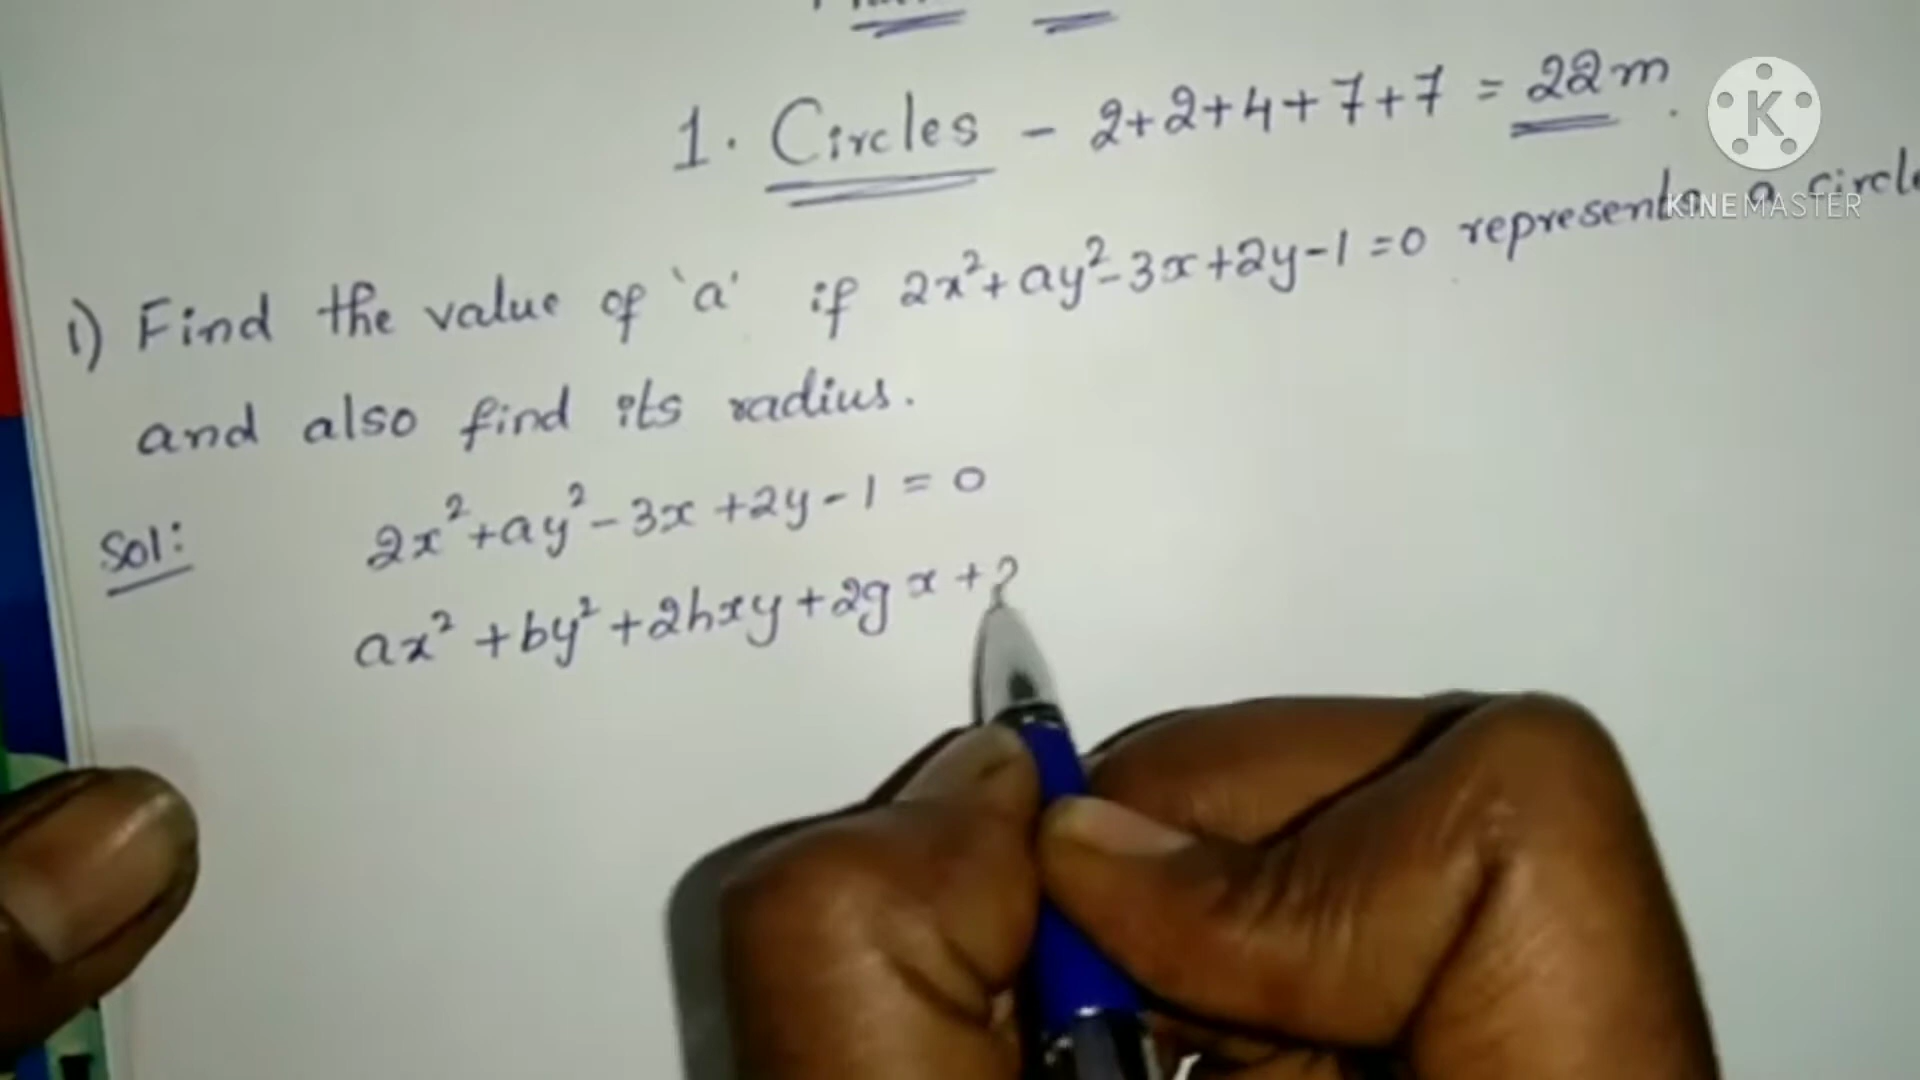 1. Circles - 2+2+4+7+7 = 22m.
K
KINEMASTER
1) Find the value of 'a' if 2x²+ay²-3x+2y-1=0 represents a circle
and also find its radius.
Sol: 2x²+ay²-3x+2y-1=0
ax²+by²+2hxy+2gx+2